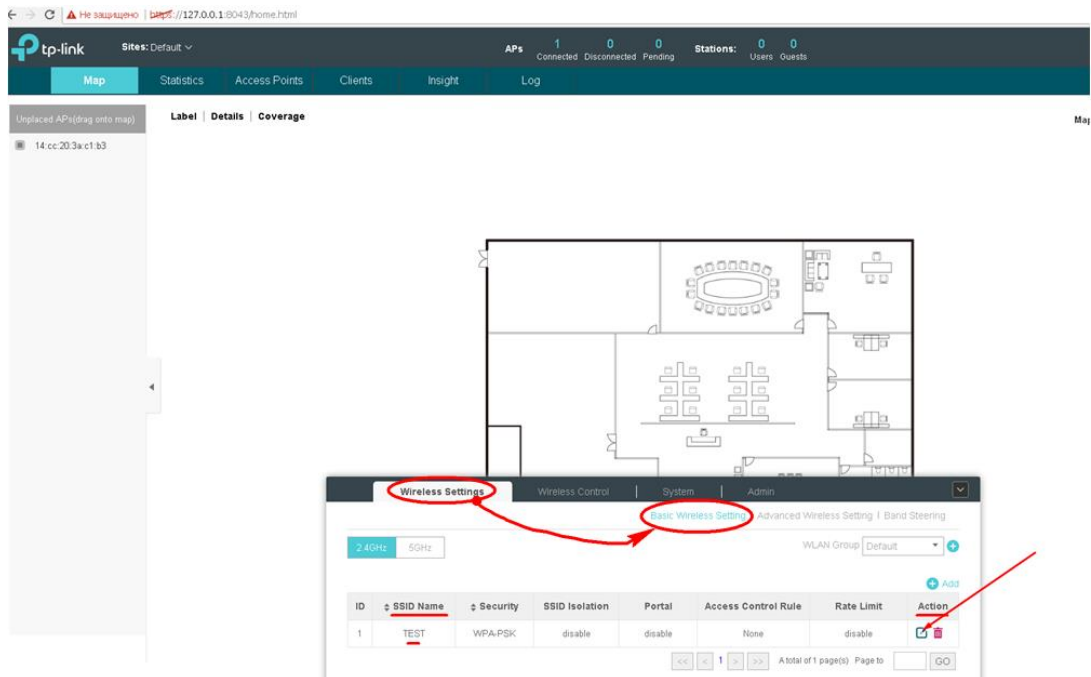 Не защищено | https://127.0.0.1:8043/home.html
tp-link Sites: Default APs 1 0 0 Stations: 0 0
Connected Disconnected Pending Users Guests
Map Statistics Access Points Clients Insight Log
Unplaced APs(drag onto map) Label | Details | Coverage Map
14:cc:20:3a:c1:b3
Wireless Settings Wireless Control | System | Admin
Basic Wireless Setting | Advanced Wireless Setting | Band Steering
2.4GHz 5GHz WLAN Group Default
Add
ID SSID Name Security SSID Isolation Portal Access Control Rule Rate Limit Action
1 TEST WPA-PSK disable disable None disable
<< < 1 > >> A total of 1 page(s) Page to GO